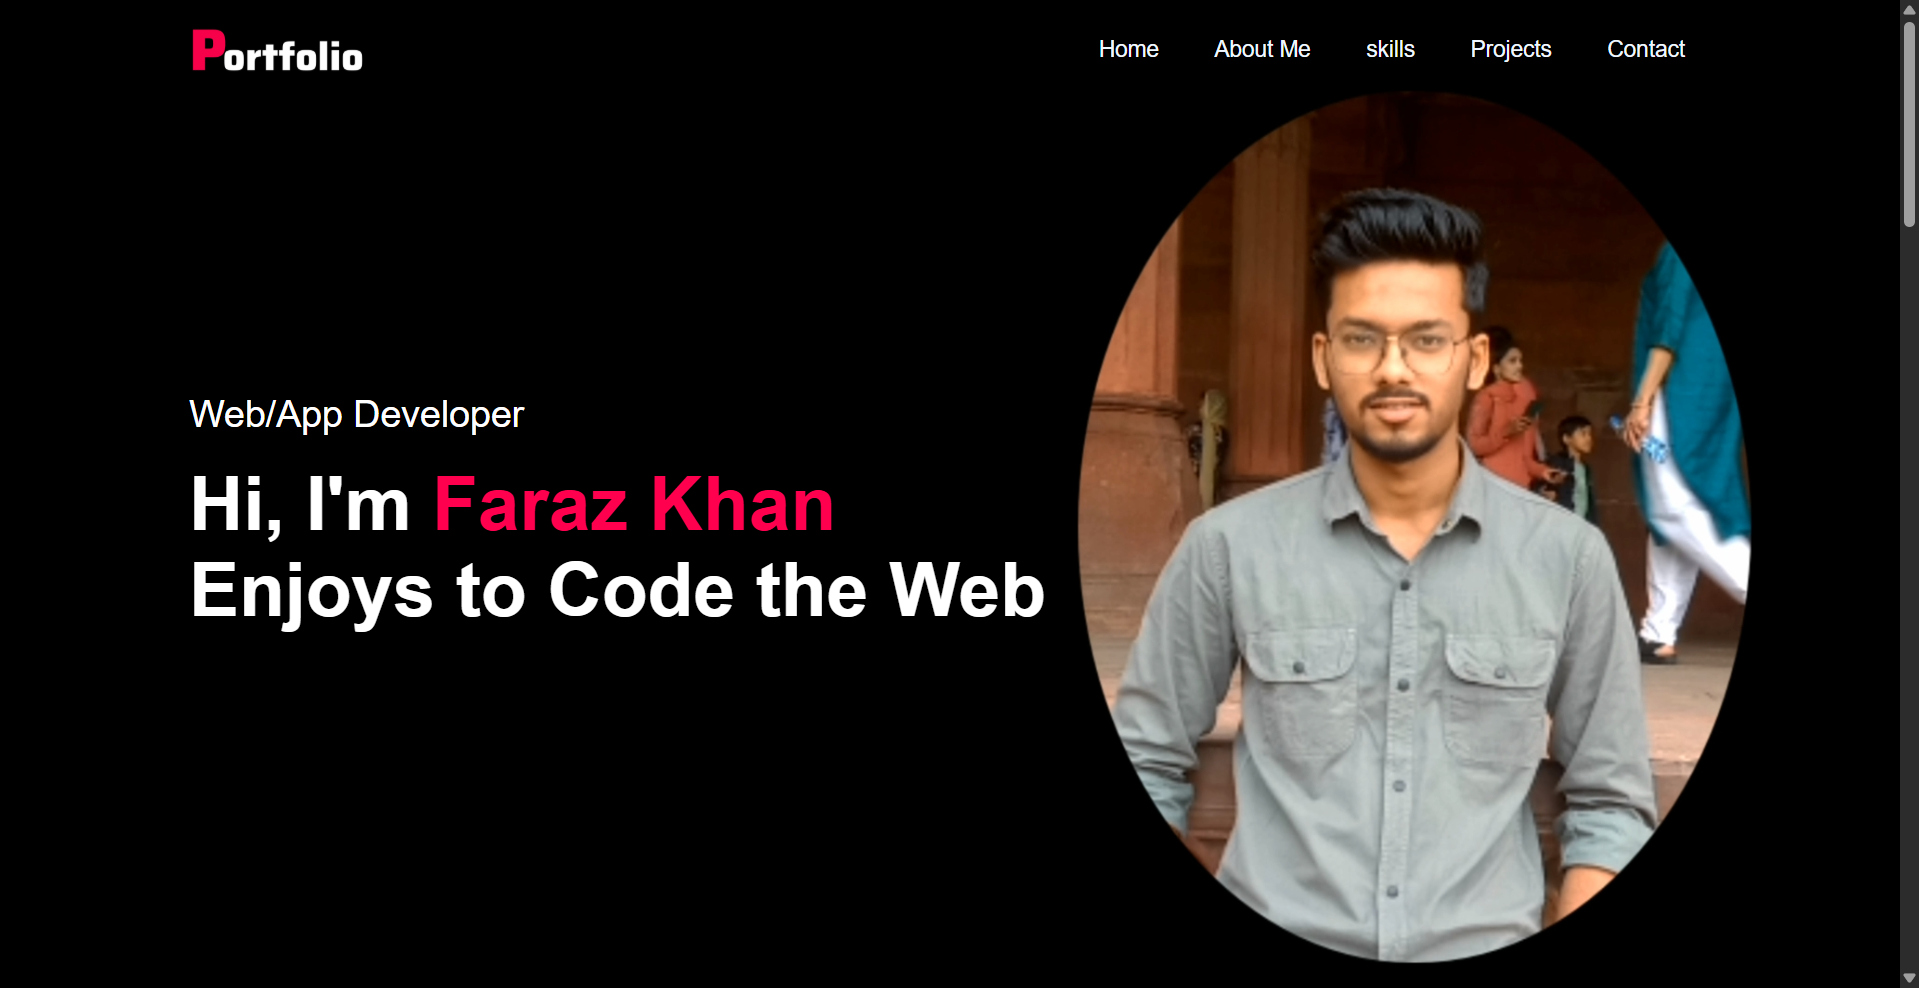 Portfolio
Home About Me skills Projects Contact
Web/App Developer
Hi, I'm Faraz Khan
Enjoys to Code the Web